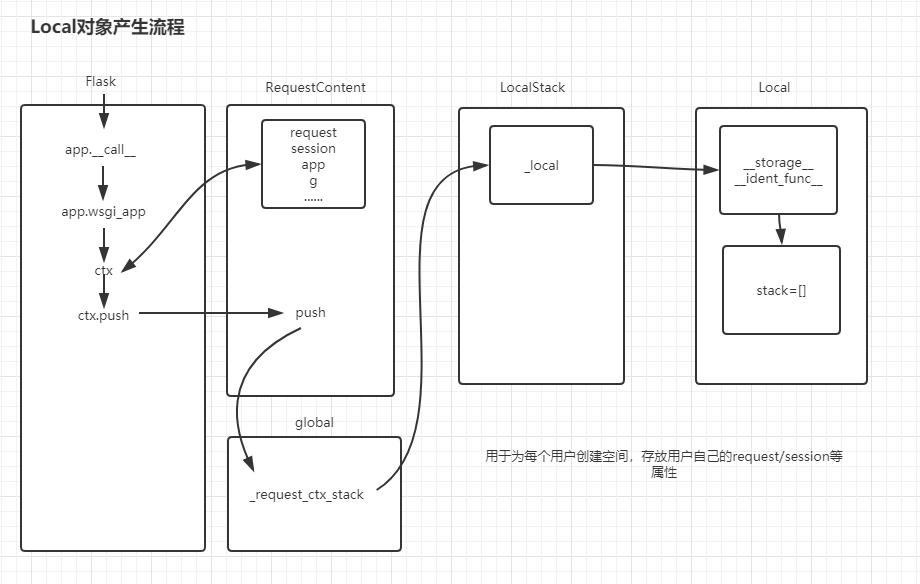 Local对象产生流程
Flask
app.__call__
app.wsgi_app
ctx
ctx.push
RequestContent
request
session
app
g
......
push
global
_request_ctx_stack
LocalStack
_local
Local
__storage__
__ident_func__
stack=[]
用于为每个用户创建空间，存放用户自己的request/session等
属性